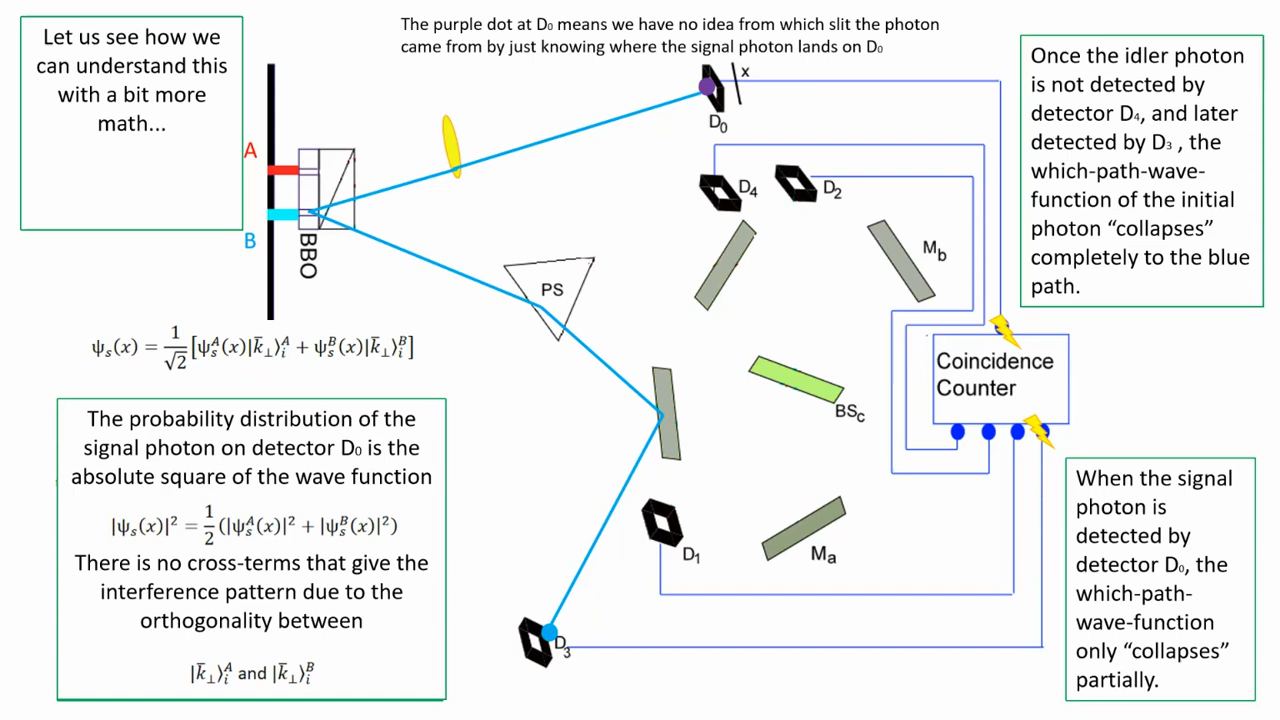 The purple dot at D₀ means we have no idea from which slit the photon
came from by just knowing where the signal photon lands on D₀
Let us see how we
can understand this
with a bit more
math...
A
B
BBO
PS
x
D₀
D₄
D₂
M_b
BS_c
D₁
M_a
D₃
Coincidence
Counter
Once the idler photon
is not detected by
detector D₄, and later
detected by D₃ , the
which-path-wave-
function of the initial
photon “collapses”
completely to the blue
path.
ψ_s(x) = 1/√2 [ψ_s^A(x)|k̄_⊥⟩_i^A + ψ_s^B(x)|k̄_⊥⟩_i^B]
The probability distribution of the
signal photon on detector D₀ is the
absolute square of the wave function
|ψ_s(x)|² = 1/2 (|ψ_s^A(x)|² + |ψ_s^B(x)|²)
There is no cross-terms that give the
interference pattern due to the
orthogonality between
|k̄_⊥⟩_i^A and |k̄_⊥⟩_i^B
When the signal
photon is
detected by
detector D₀, the
which-path-
wave-function
only “collapses”
partially.